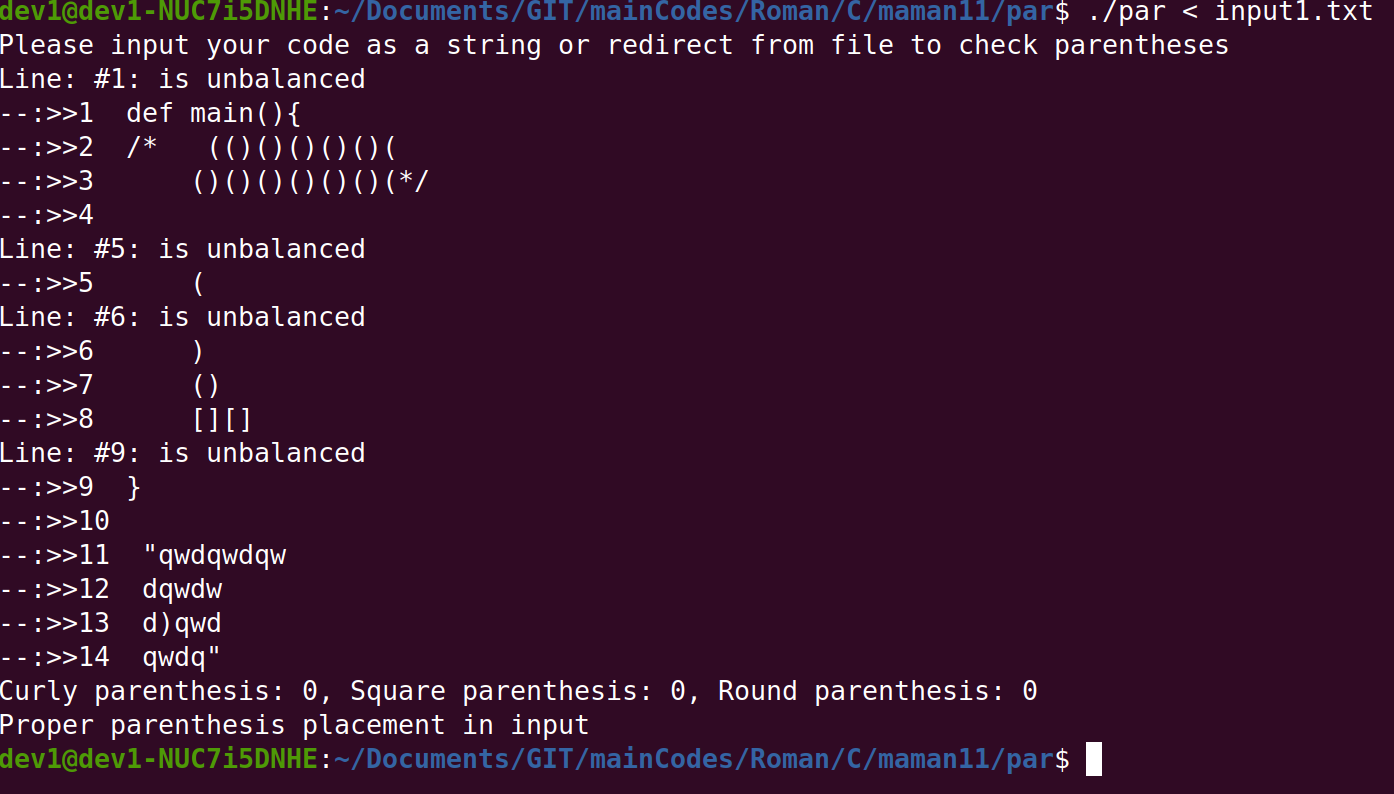 dev1@dev1-NUC7i5DNHE:~/Documents/GIT/mainCodes/Roman/C/maman11/par$ ./par < input1.txt
Please input your code as a string or redirect from file to check parentheses
Line: #1: is unbalanced
--:>>1  def main(){
--:>>2  /*   (()()()()()(
--:>>3      ()()()()()()(*/
--:>>4
Line: #5: is unbalanced
--:>>5      (
Line: #6: is unbalanced
--:>>6      )
--:>>7      ()
--:>>8      [][]
Line: #9: is unbalanced
--:>>9  }
--:>>10
--:>>11  "qwdqwdqw
--:>>12  dqwdw
--:>>13  d)qwd
--:>>14  qwdq"
Curly parenthesis: 0, Square parenthesis: 0, Round parenthesis: 0
Proper parenthesis placement in input
dev1@dev1-NUC7i5DNHE:~/Documents/GIT/mainCodes/Roman/C/maman11/par$